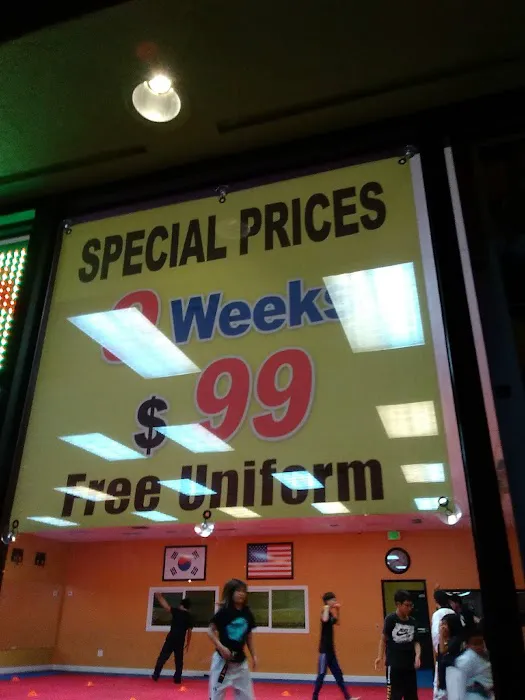 SPECIAL PRICES
Weeks
$99
Free Uniform